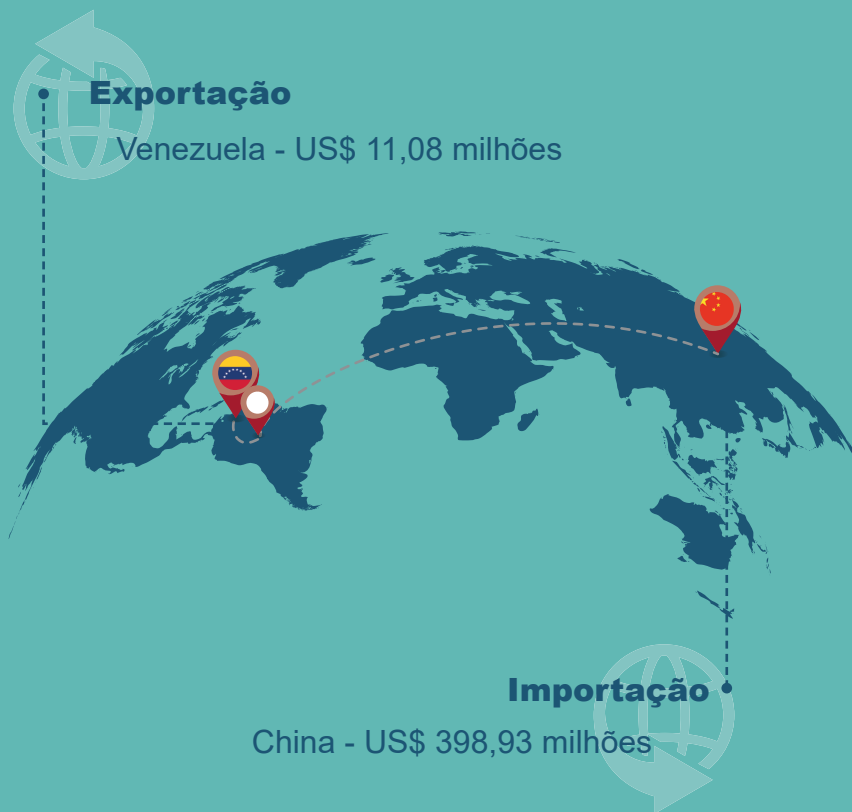 Exportação
Venezuela - US$ 11,08 milhões
Importação
China - US$ 398,93 milhões